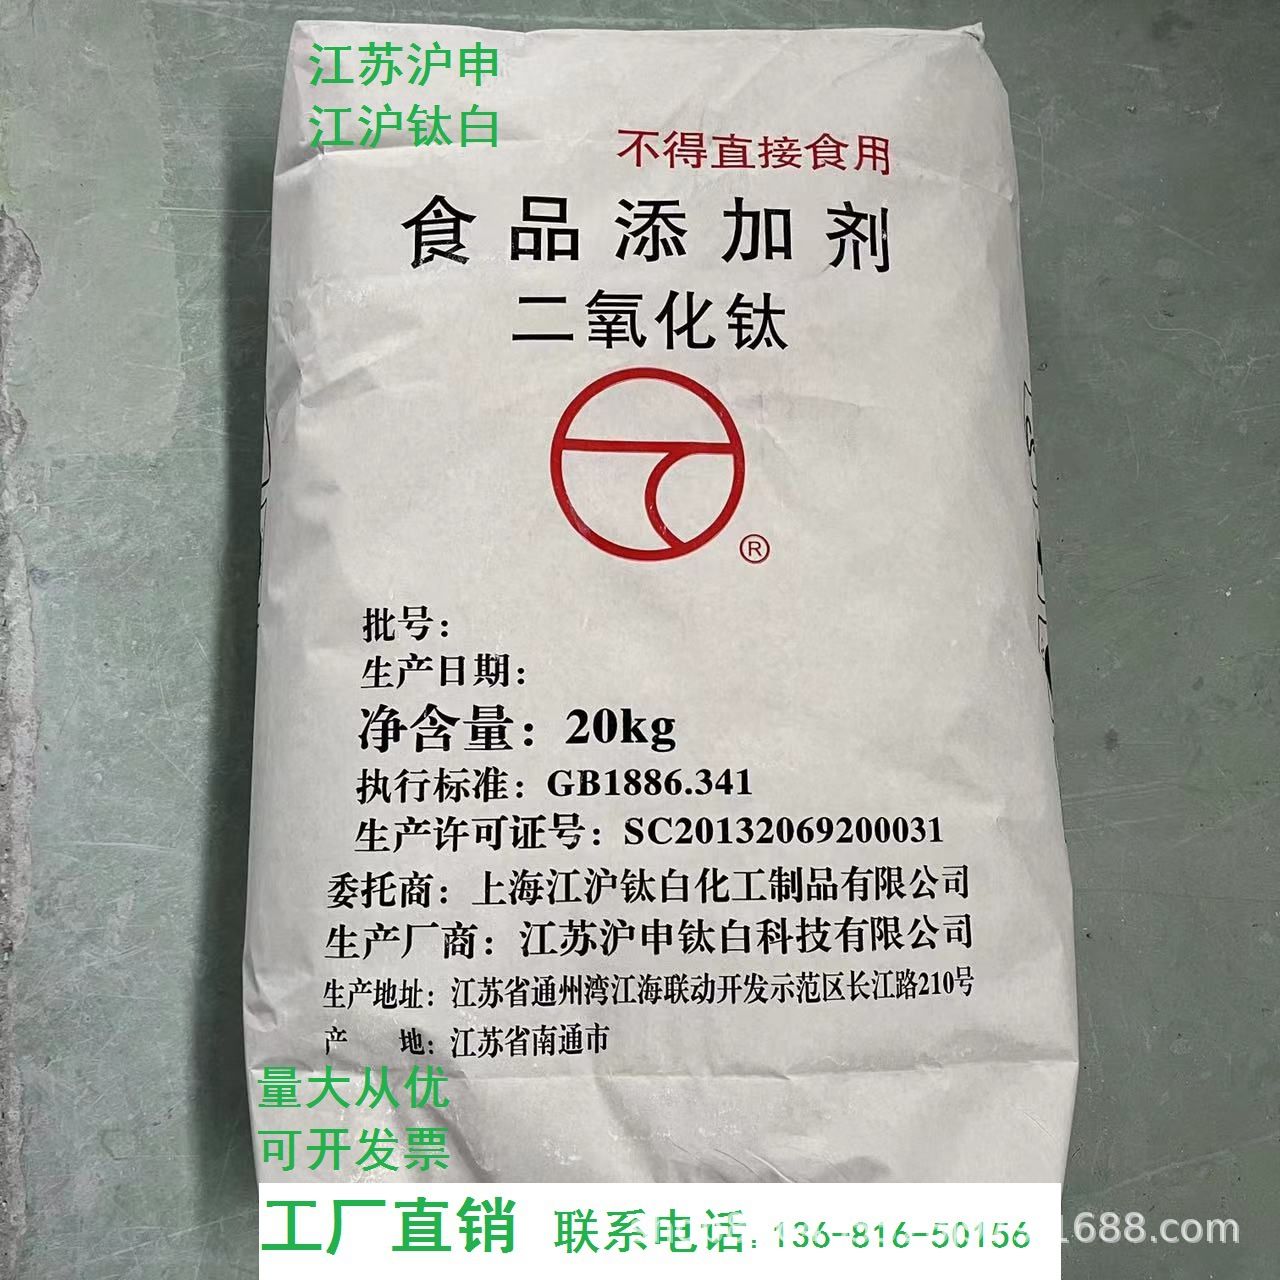 江苏沪申
江沪钛白
不得直接食用
食品添加剂
二氧化钛
®
批号：
生产日期：
净含量：20kg
执行标准：GB1886.341
生产许可证号：SC20132069200031
委托商：上海江沪钛白化工制品有限公司
生产厂商：江苏沪申钛白科技有限公司
生产地址：江苏省通州湾江海联动开发示范区长江路210号
产 地：江苏省南通市
量大从优
可开发票
工厂直销 联系电话：136-816-50156
1688.com